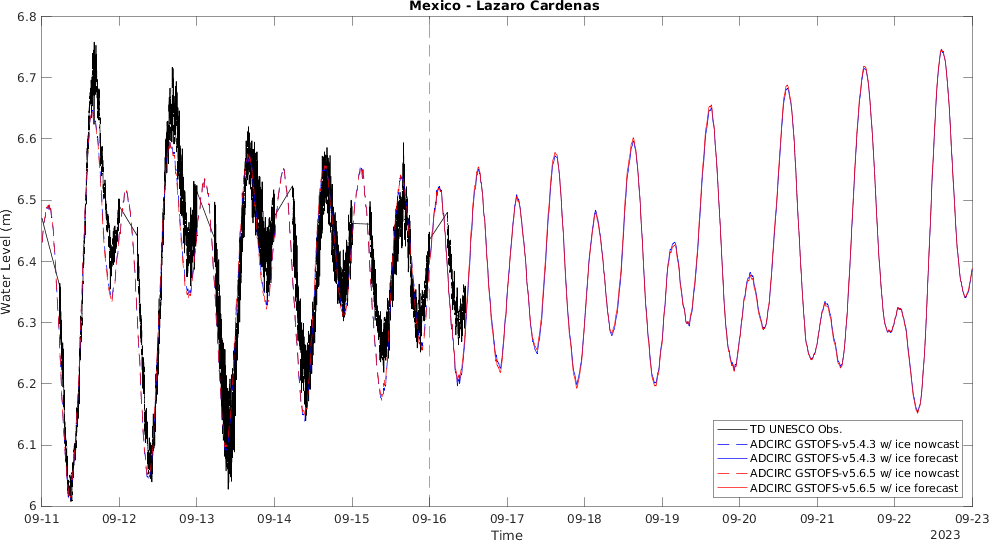 Mexico - Lazaro Cardenas
6.8
6.7
6.6
6.5
6.4
6.3
6.2
6.1
6
Water Level (m)
09-11 09-12 09-13 09-14 09-15 09-16 09-17 09-18 09-19 09-20 09-21 09-22 09-23
Time
2023
TD UNESCO Obs.
ADCIRC GSTOFS-v5.4.3 w/ ice nowcast
ADCIRC GSTOFS-v5.4.3 w/ ice forecast
ADCIRC GSTOFS-v5.6.5 w/ ice nowcast
ADCIRC GSTOFS-v5.6.5 w/ ice forecast